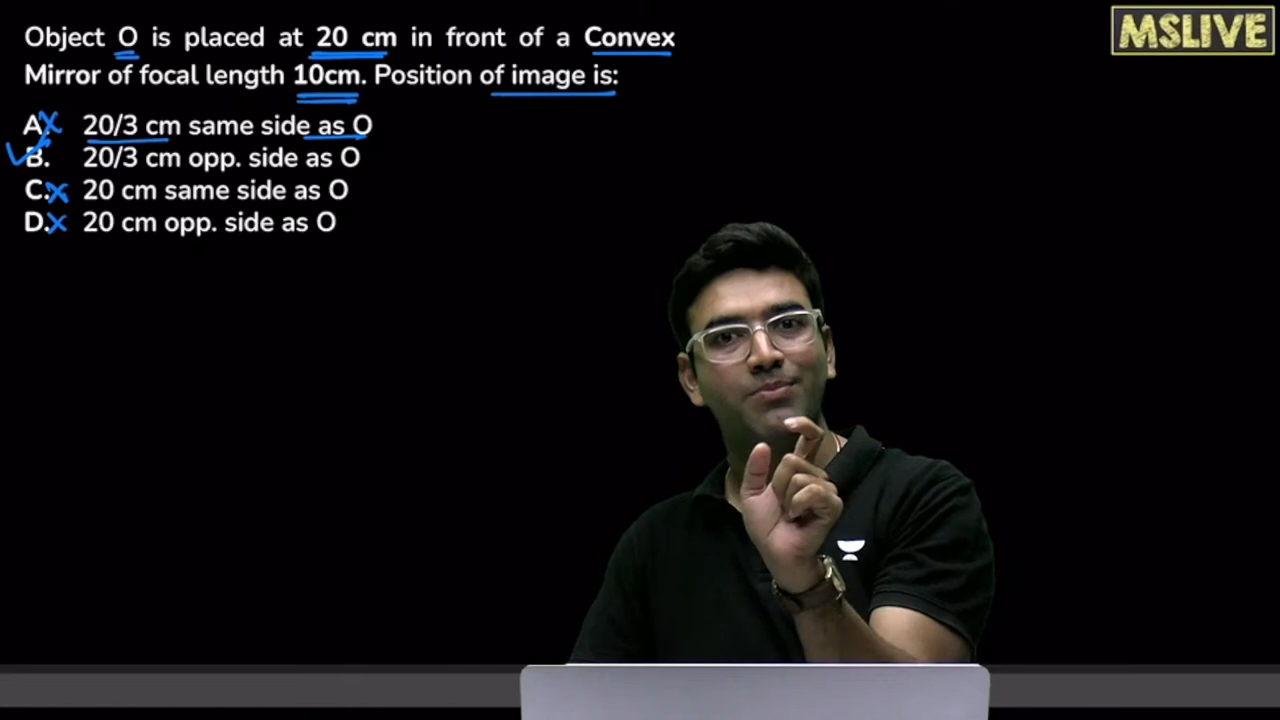 MSLIVE
Object O is placed at 20 cm in front of a Convex
Mirror of focal length 10cm. Position of image is:
A. 20/3 cm same side as O
B. 20/3 cm opp. side as O
C. 20 cm same side as O
D. 20 cm opp. side as O